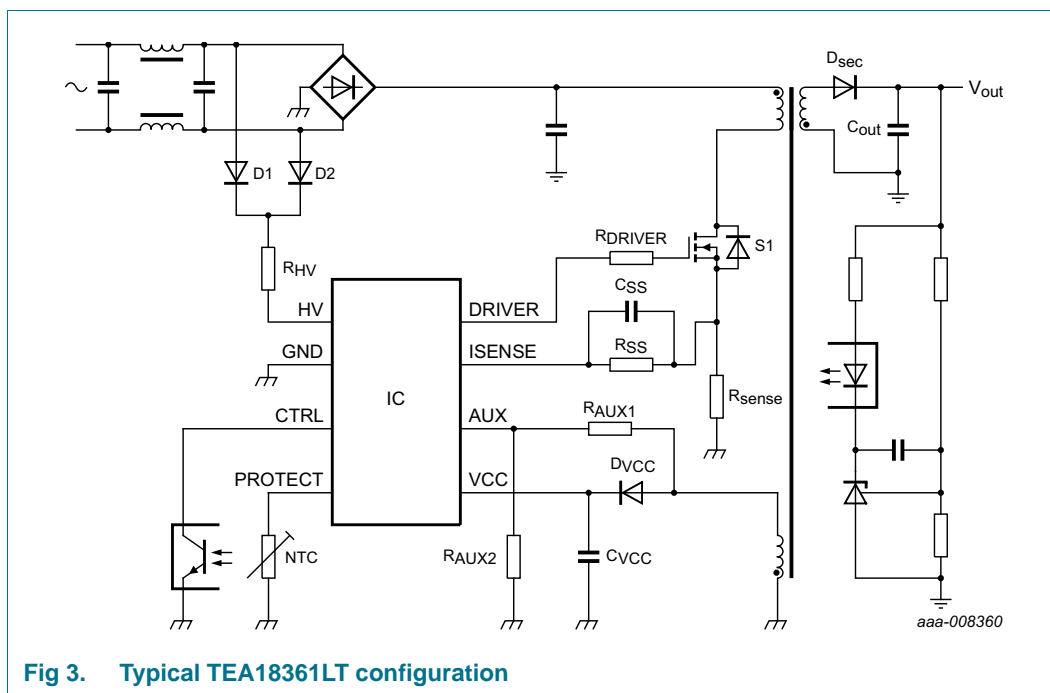 Dsec
Vout
Cout
D1
D2
RDRIVER
S1
RHV
CSS
HV
DRIVER
RSS
GND
ISENSE
Rsense
IC
CTRL
AUX
RAUX1
DVCC
PROTECT
VCC
NTC
RAUX2
CVCC
aaa-008360
Fig 3. Typical TEA18361LT configuration